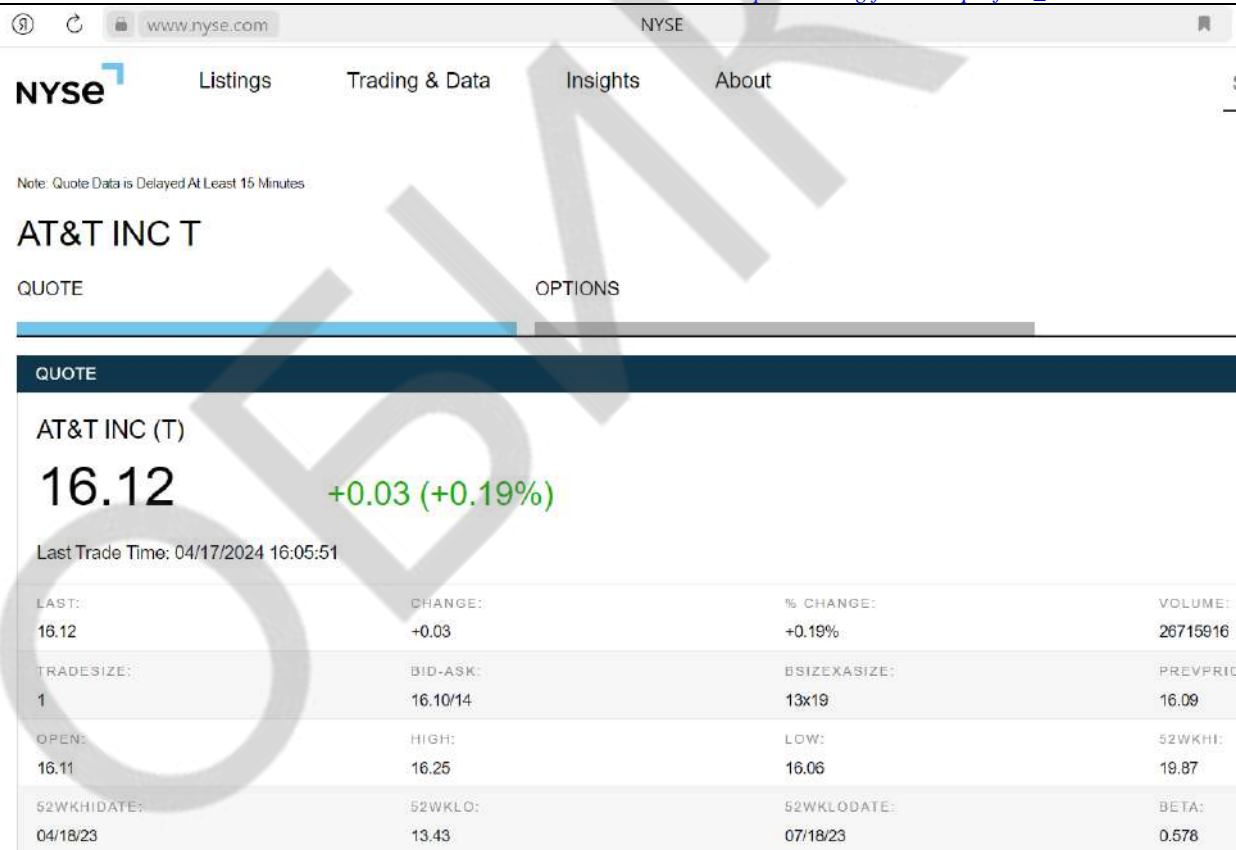 www.nyse.com NYSE
NYSE Listings Trading & Data Insights About
Note: Quote Data is Delayed At Least 15 Minutes
AT&T INC T
QUOTE OPTIONS
QUOTE
AT&T INC (T)
16.12 +0.03 (+0.19%)
Last Trade Time: 04/17/2024 16:05:51
LAST: CHANGE: % CHANGE: VOLUME:
16.12 +0.03 +0.19% 26715916
TRADESIZE: BID-ASK: BSIZEXASIZE: PREVPRIC
1 16.10/14 13x19 16.09
OPEN: HIGH: LOW: 52WKHI:
16.11 16.25 16.06 19.87
52WKHIDATE: 52WKLO: 52WKLODATE: BETA:
04/18/23 13.43 07/18/23 0.578